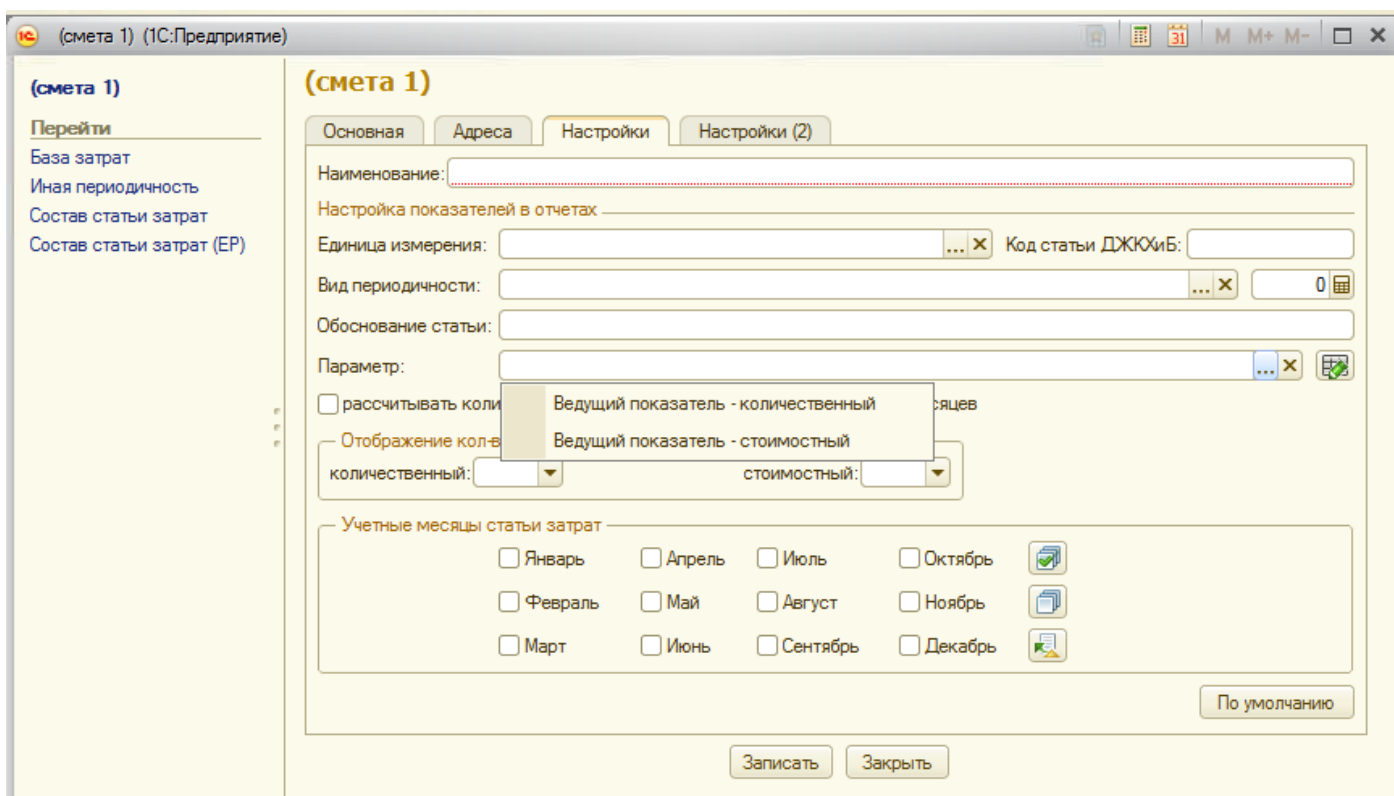 (смета 1) (1С:Предприятие)
31 M M+ M-
(смета 1)
Перейти
База затрат
Иная периодичность
Состав статьи затрат
Состав статьи затрат (ЕР)
(смета 1)
Основная Адреса Настройки Настройки (2)
Наименование:
Настройка показателей в отчетах
Единица измерения: ... Код статьи ДЖКХиБ:
Вид периодичности: ... 0
Обоснование статьи:
Параметр: ...
рассчитывать коли
Ведущий показатель - количественный
сяцев
Отображение кол-в
Ведущий показатель - стоимостный
количественный: стоимостный:
Учетные месяцы статьи затрат
Январь Апрель Июль Октябрь
Февраль Май Август Ноябрь
Март Июнь Сентябрь Декабрь
По умолчанию
Записать Закрыть